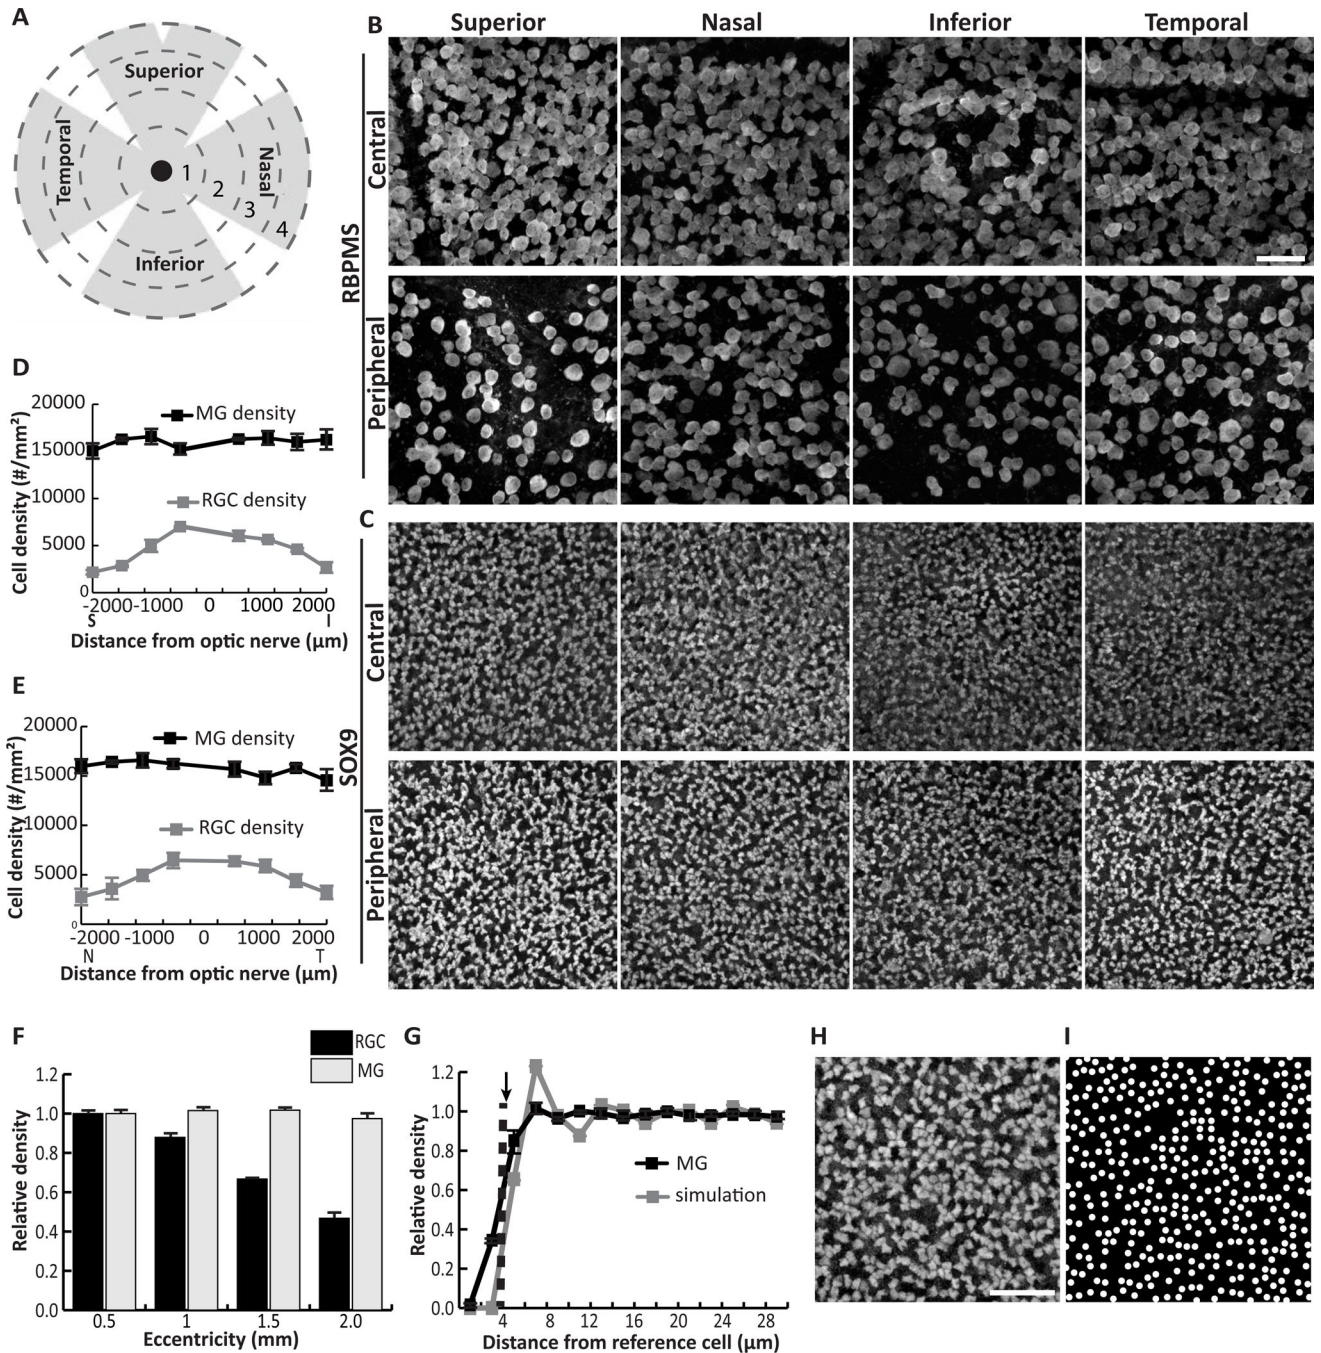 A
Superior
Temporal
Nasal
Inferior
1
2
3
4
B
Superior
Nasal
Inferior
Temporal
RBPMS
Central
Peripheral
C
SOX9
Central
Peripheral
D
20000
15000
10000
5000
0
Cell density (#/mm²)
MG density
RGC density
-2000 -1000 0 1000 2000
S I
Distance from optic nerve (µm)
E
20000
15000
10000
5000
0
Cell density (#/mm²)
MG density
RGC density
-2000 -1000 0 1000 2000
N T
Distance from optic nerve (µm)
F
RGC
MG
1.2
1.0
0.8
0.6
0.4
0.2
0.0
Relative density
0.5 1 1.5 2.0
Eccentricity (mm)
G
1.2
1.0
0.8
0.6
0.4
0.2
0.0
Relative density
MG
simulation
4 8 12 16 20 24 28
Distance from reference cell (µm)
H
I